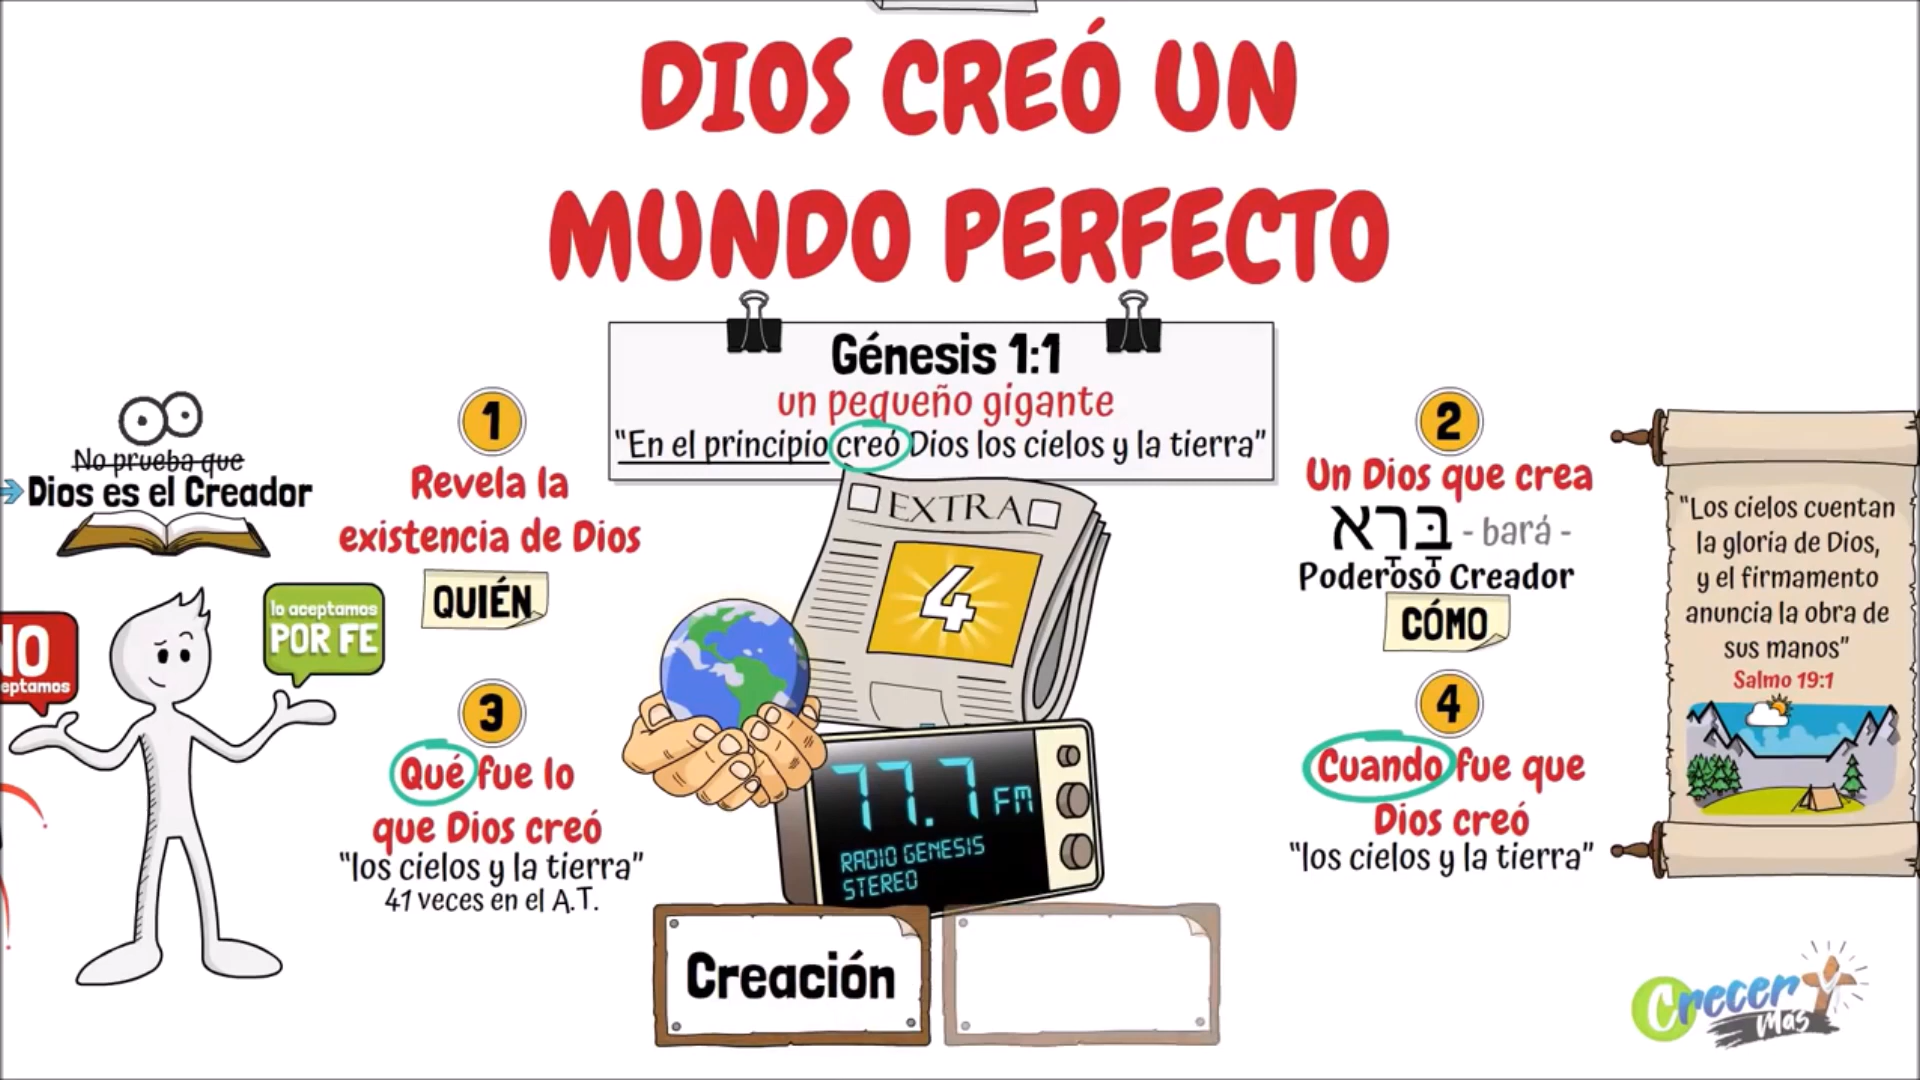 DIOS CREÓ UN
MUNDO PERFECTO
Génesis 1:1
un pequeño gigante
“En el principio creó Dios los cielos y la tierra”
No prueba que
Dios es el Creador
lo aceptamos
POR FE
NO
1
Revela la
existencia de Dios
QUIÉN
EXTRA
4
2
Un Dios que crea
בָּרָא - bará -
Poderoso Creador
CÓMO
3
Qué fue lo
que Dios creó
“los cielos y la tierra”
41 veces en el A.T.
77.7 FM
RADIO GENESIS
STEREO
4
Cuando fue que
Dios creó
“los cielos y la tierra”
“Los cielos cuentan
la gloria de Dios,
y el firmamento
anuncia la obra de
sus manos”
Salmo 19:1
Creación
Crecer
Más